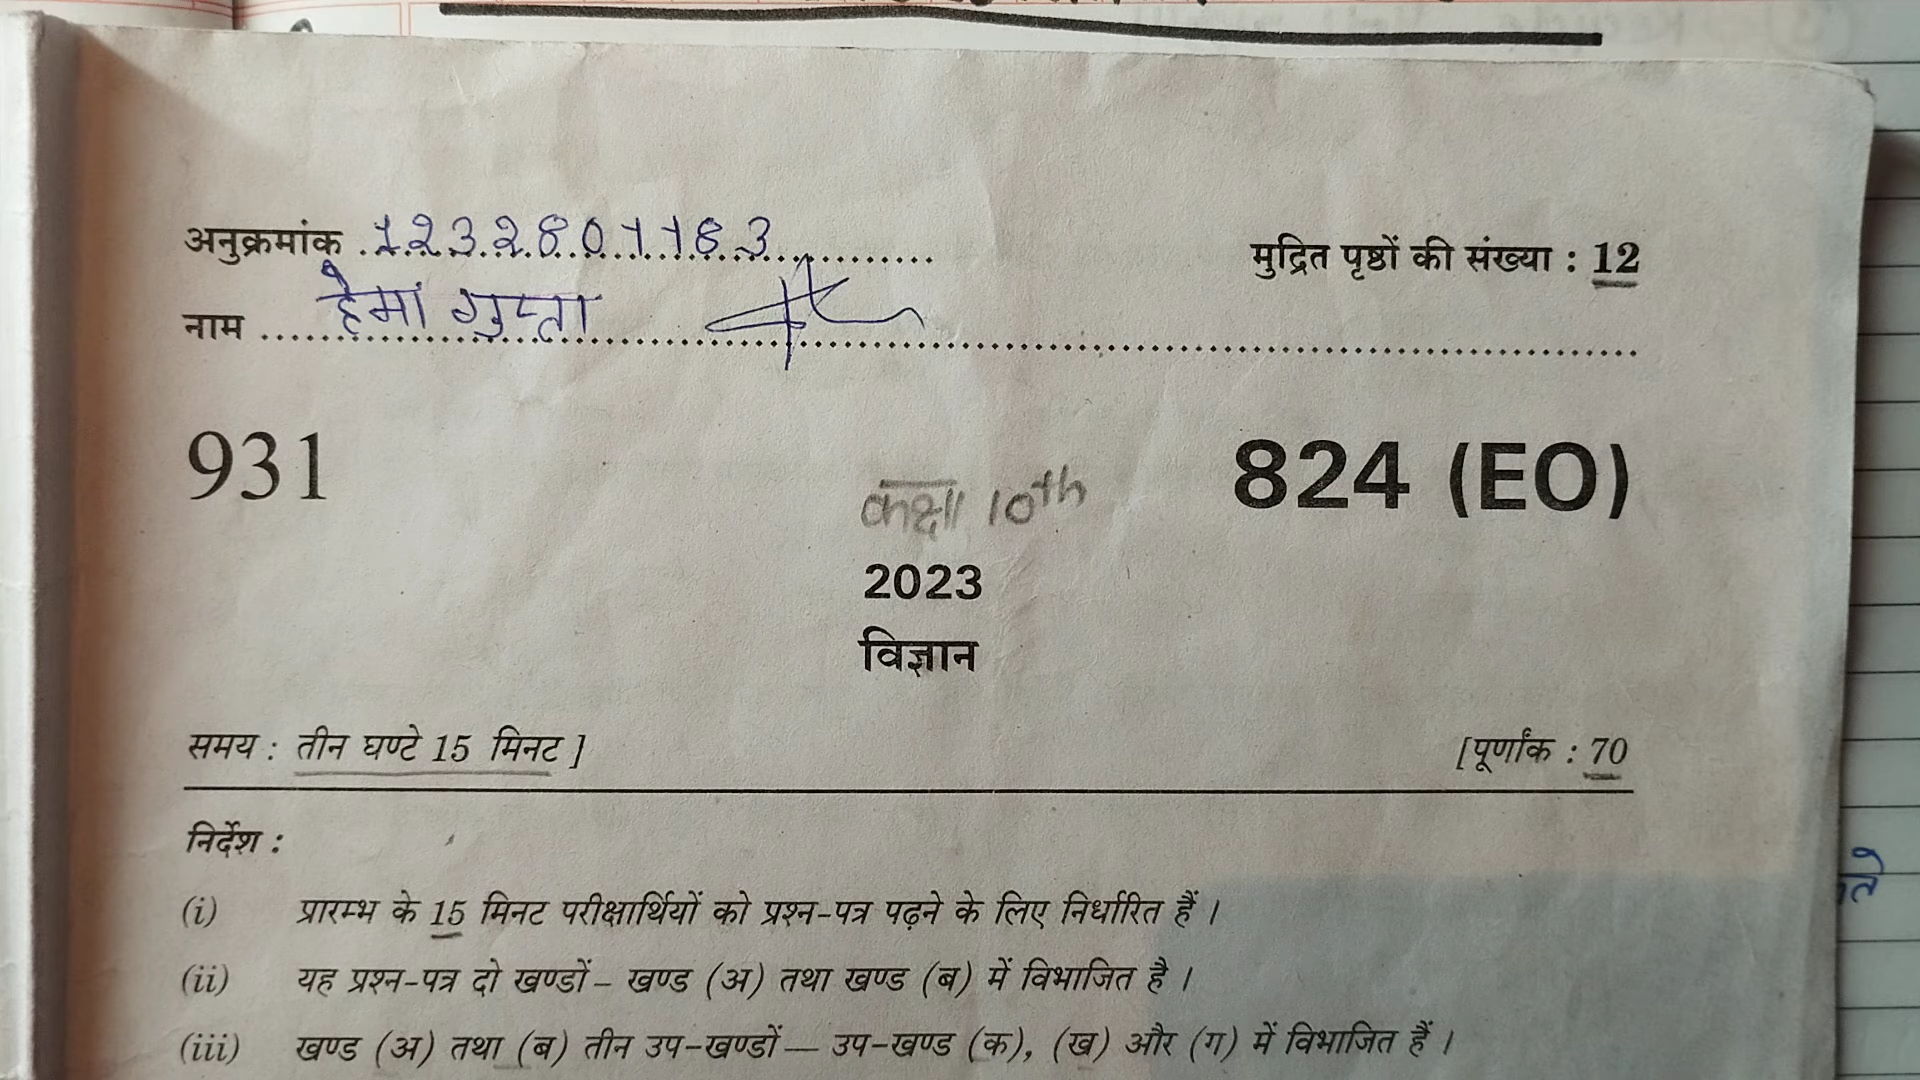 अनुक्रमांक 1232801183
मुद्रित पृष्ठों की संख्या : 12
नाम हेमा गुप्ता
931
824 (EO)
कक्षा 10th
2023
विज्ञान
समय : तीन घण्टे 15 मिनट ]
[पूर्णांक : 70
निर्देश :
(i) प्रारम्भ के 15 मिनट परीक्षार्थियों को प्रश्न-पत्र पढ़ने के लिए निर्धारित हैं ।
(ii) यह प्रश्न-पत्र दो खण्डों – खण्ड (अ) तथा खण्ड (ब) में विभाजित है ।
(iii) खण्ड (अ) तथा (ब) तीन उप-खण्डों — उप-खण्ड (क), (ख) और (ग) में विभाजित हैं ।